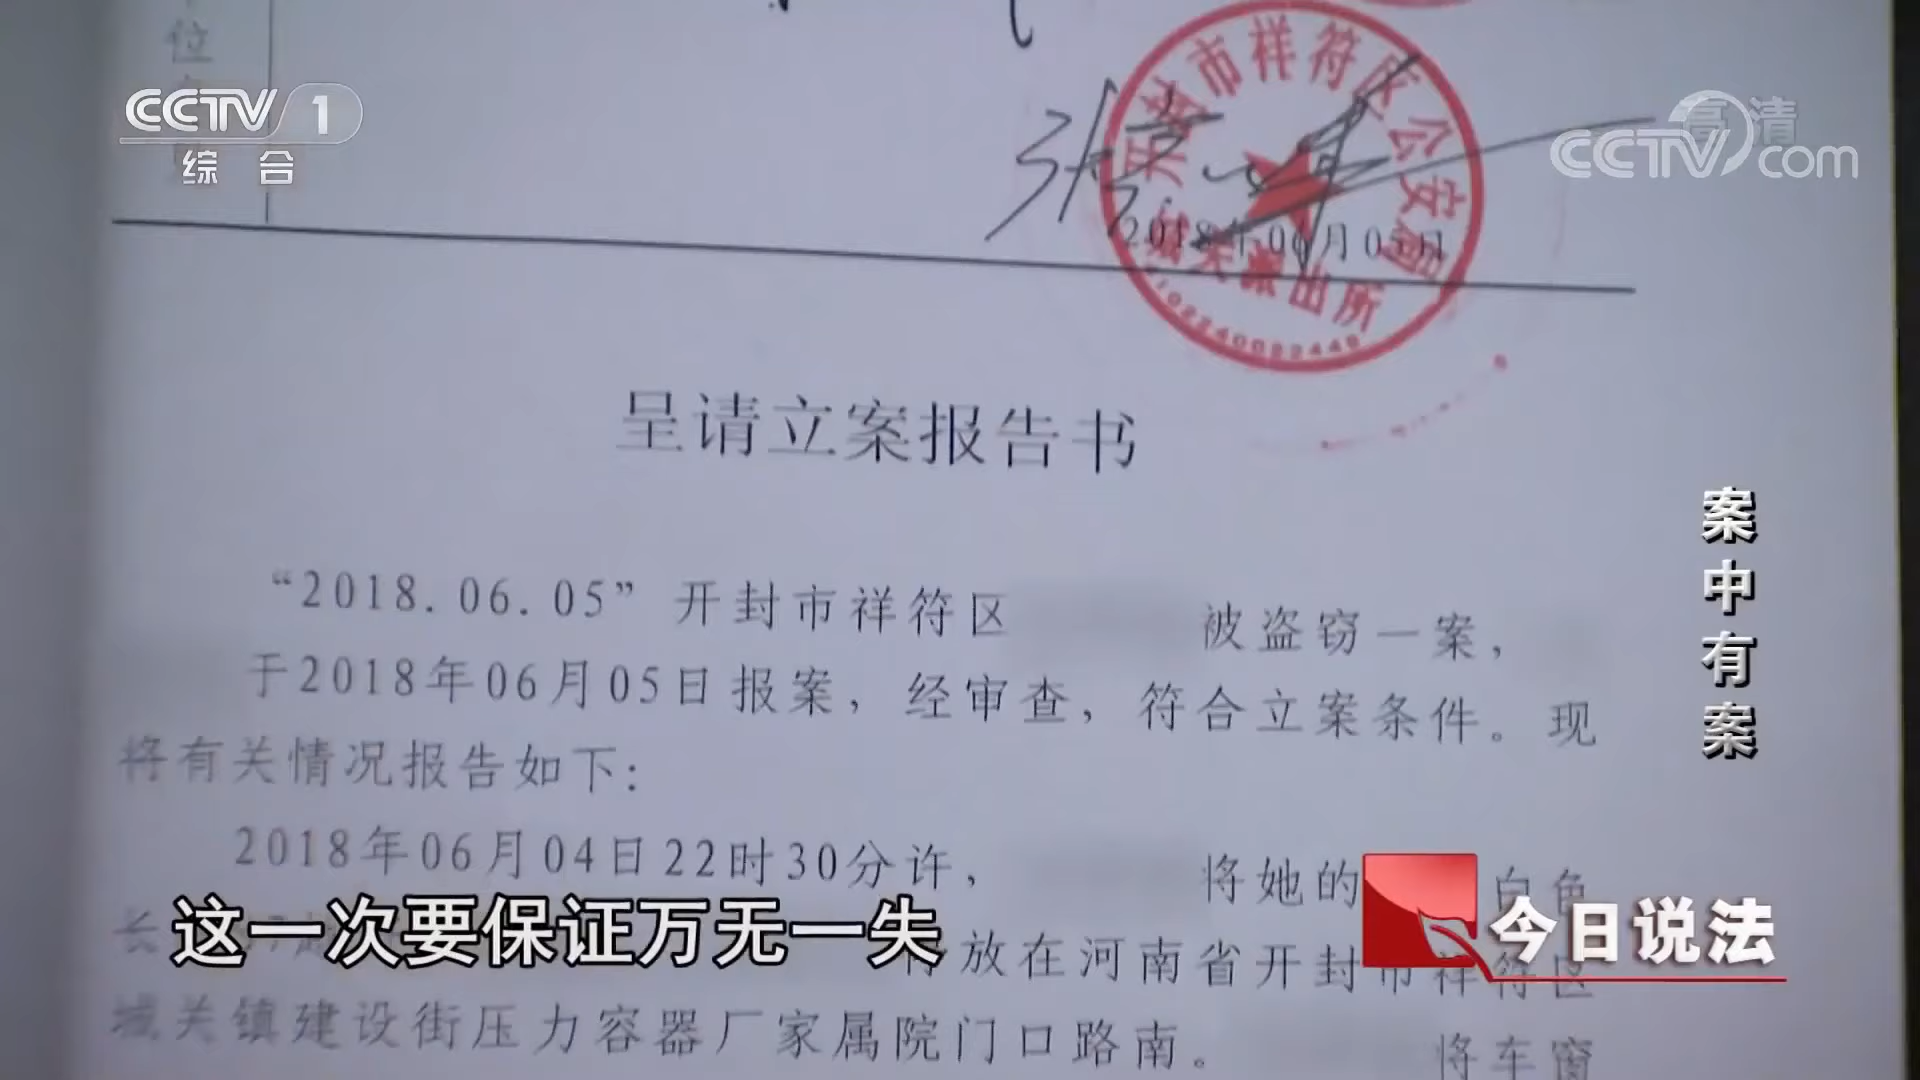 位
CCTV 1
综合
高清
CCTV com
开封市祥符区公安局
城关派出所
2018年06月05日
呈请立案报告书
“2018.06.05”开封市祥符区 被盗窃一案，
于2018年06月05日报案，经审查，符合立案条件。现
将有关情况报告如下：
2018年06月04日22时30分许， 将她的 白色
长 放在河南省开封市祥符区
城关镇建设街压力容器厂家属院门口路南。 将车窗
案中有案
这一次要保证万无一失
今日说法